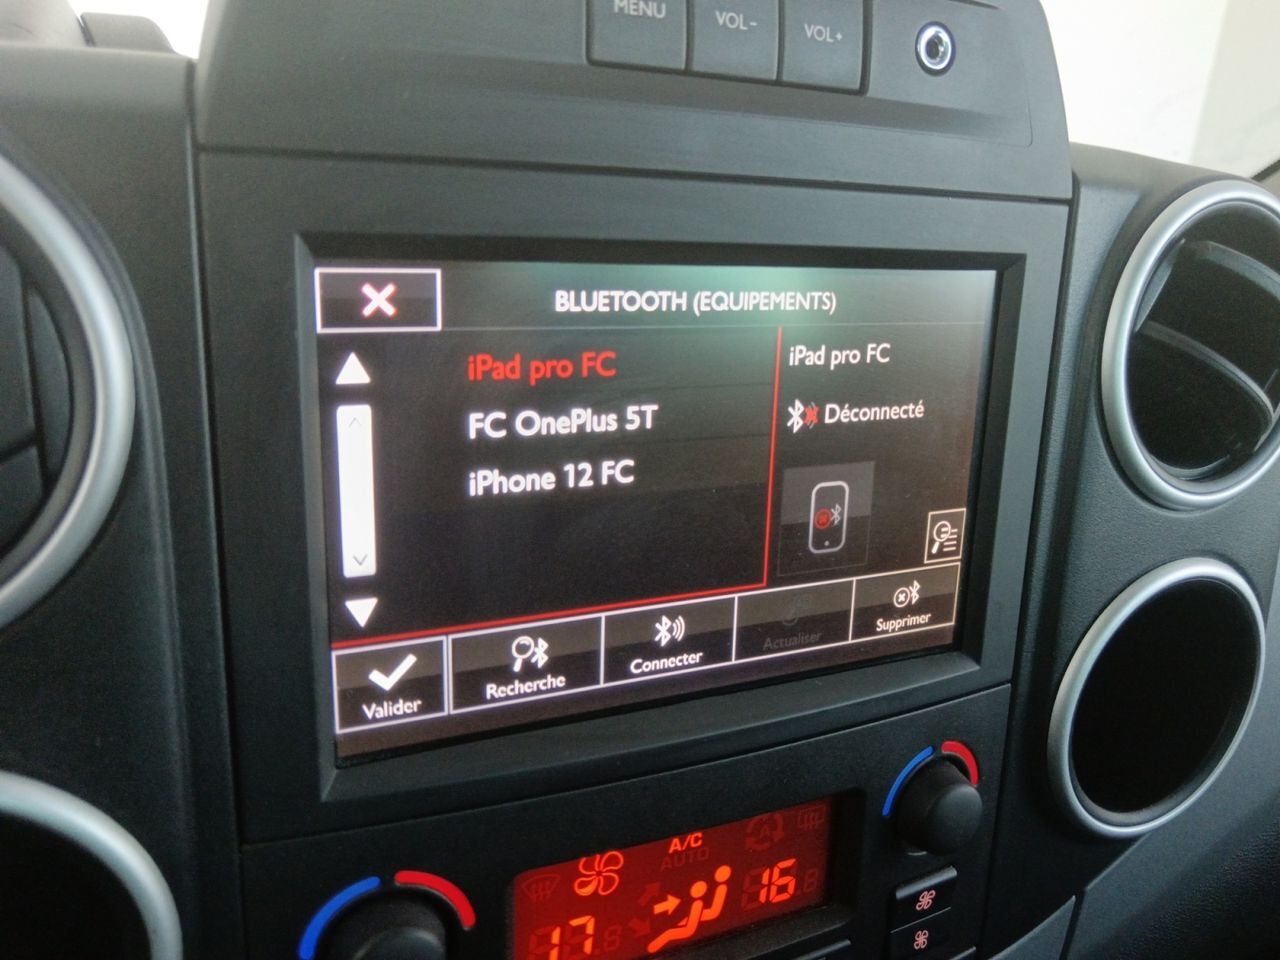 MENU
VOL-
VOL+
BLUETOOTH (EQUIPEMENTS)
iPad pro FC
FC OnePlus 5T
iPhone 12 FC
iPad pro FC
Déconnecté
Valider
Recherche
Connecter
Actualiser
Supprimer
A/C
AUTO
17
16